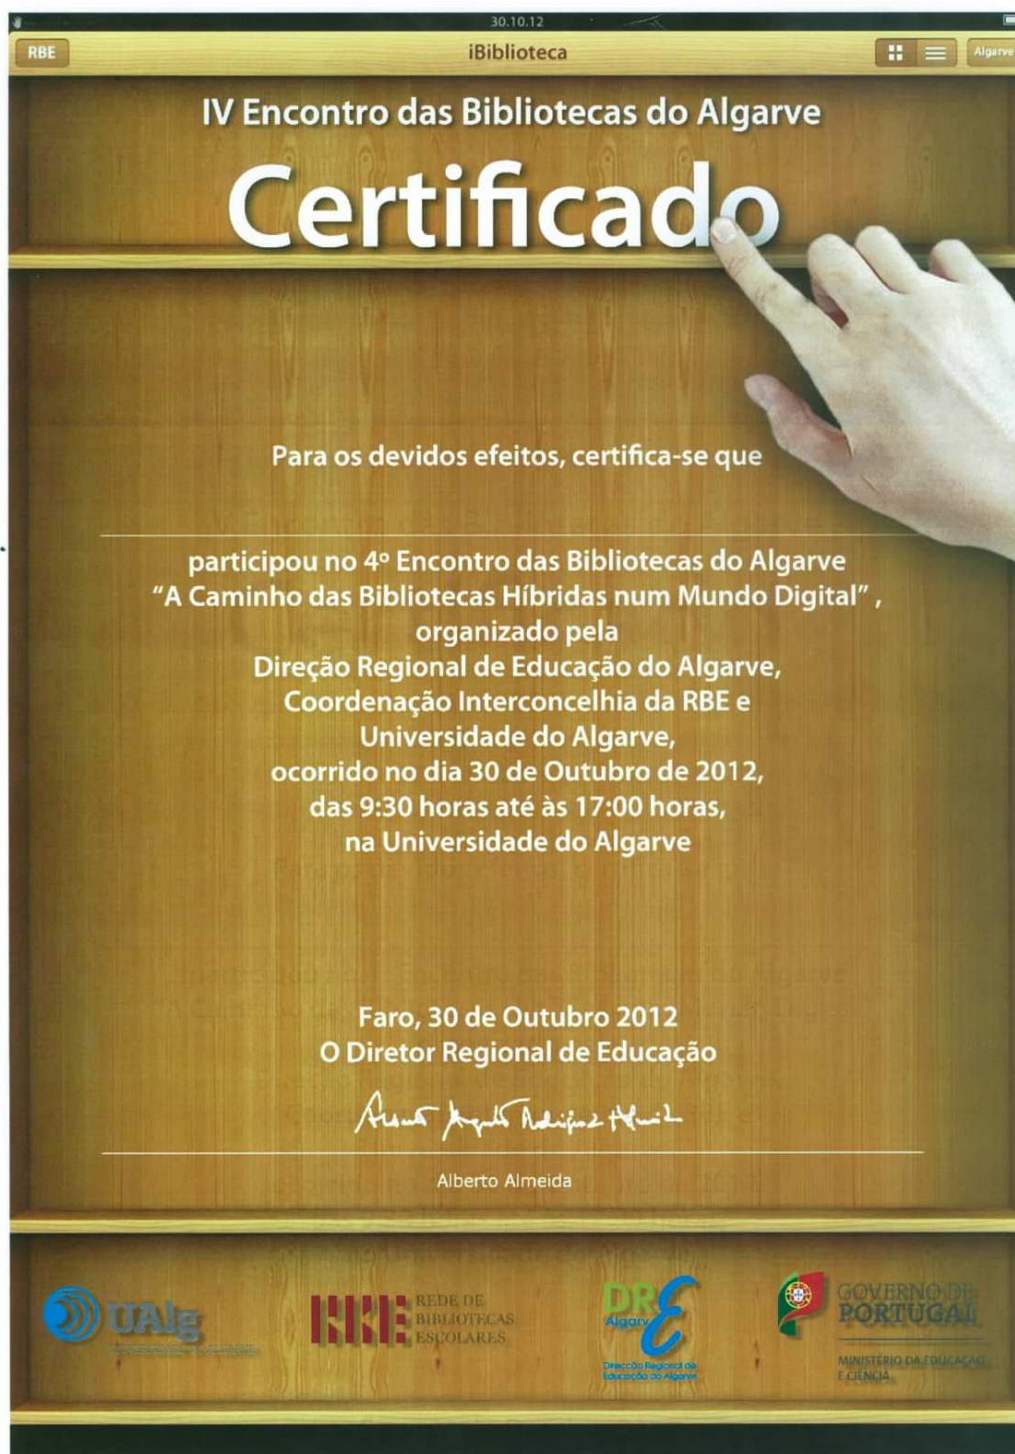 30.10.12
RBE
iBiblioteca
Algarve
IV Encontro das Bibliotecas do Algarve
Certificado
Para os devidos efeitos, certifica-se que
participou no 4º Encontro das Bibliotecas do Algarve
“A Caminho das Bibliotecas Híbridas num Mundo Digital” ,
organizado pela
Direção Regional de Educação do Algarve,
Coordenação Interconcelhia da RBE e
Universidade do Algarve,
ocorrido no dia 30 de Outubro de 2012,
das 9:30 horas até às 17:00 horas,
na Universidade do Algarve
Faro, 30 de Outubro 2012
O Diretor Regional de Educação
Alberto Almeida
UAlg
REDE DE
BIBLIOTECAS
ESCOLARES
DRE
Algarve
Direcção Regional de
Educação do Algarve
GOVERNO DE
PORTUGAL
MINISTÉRIO DA EDUCAÇÃO
E CIÊNCIA